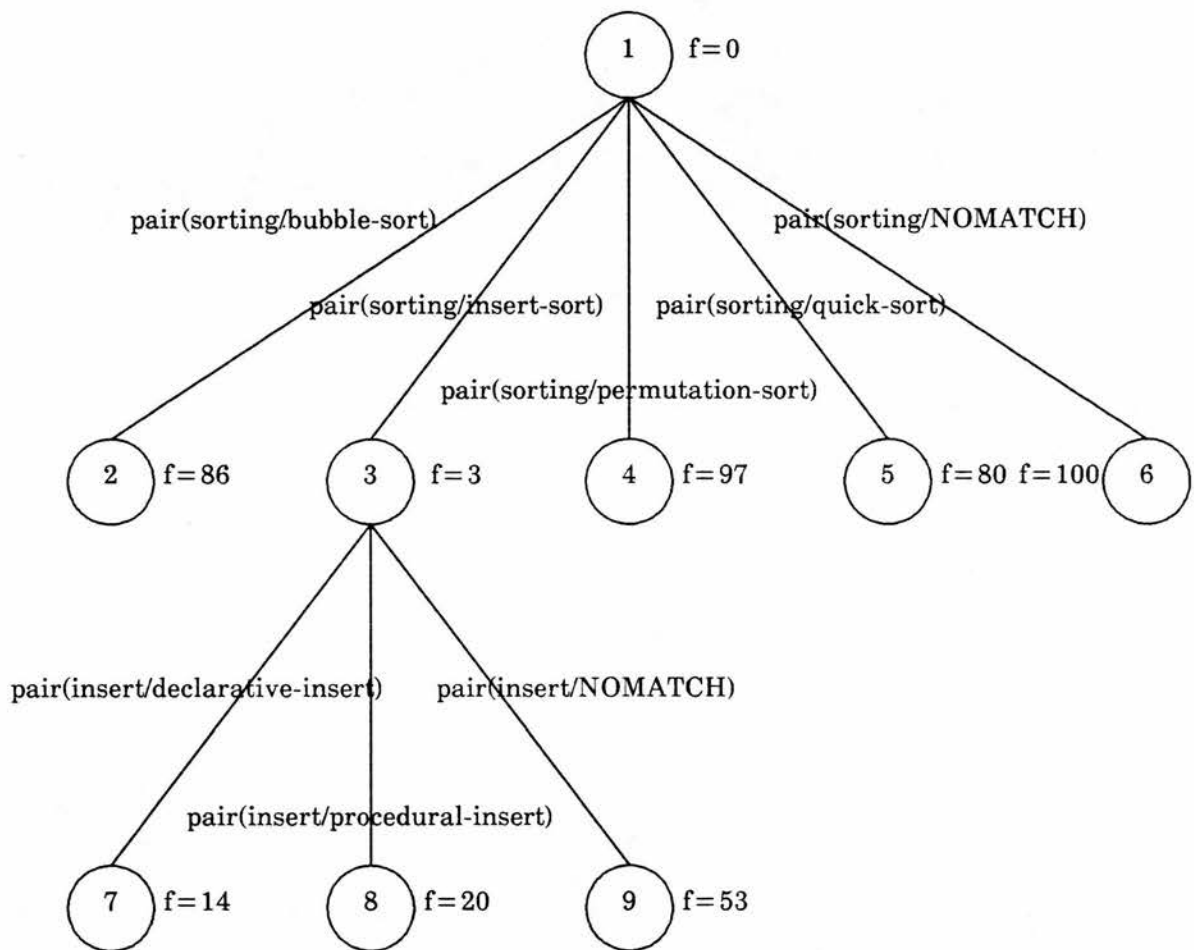 1 f=0
pair(sorting/bubble-sort)
pair(sorting/NOMATCH)
pair(sorting/insert-sort)
pair(sorting/quick-sort)
pair(sorting/permutation-sort)
2 f=86
3 f=3
4 f=97
5 f=80
f=100 6
pair(insert/declarative-insert)
pair(insert/NOMATCH)
pair(insert/procedural-insert)
7 f=14
8 f=20
9 f=53